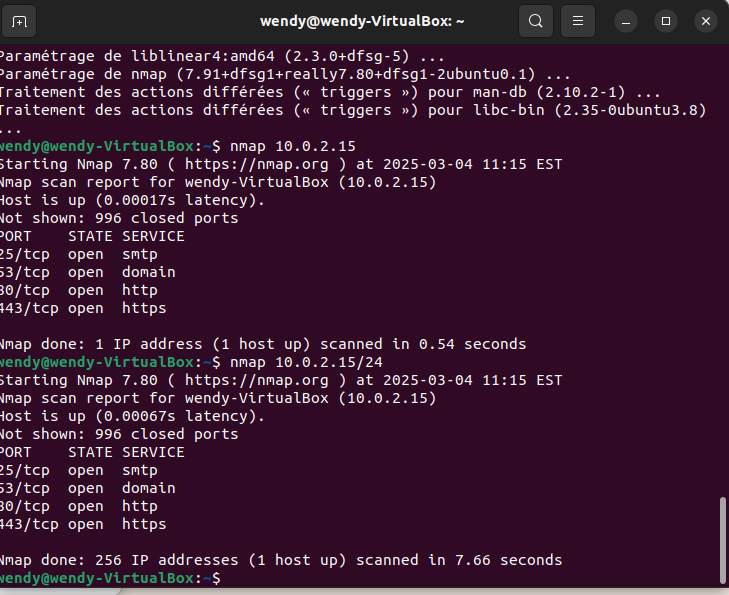 wendy@wendy-VirtualBox: ~
Paramétrage de liblinear4:amd64 (2.3.0+dfsg-5) ...
Paramétrage de nmap (7.91+dfsg1+really7.80+dfsg1-2ubuntu0.1) ...
Traitement des actions différées (« triggers ») pour man-db (2.10.2-1) ...
Traitement des actions différées (« triggers ») pour libc-bin (2.35-0ubuntu3.8)
...
wendy@wendy-VirtualBox:~$ nmap 10.0.2.15
Starting Nmap 7.80 ( https://nmap.org ) at 2025-03-04 11:15 EST
Nmap scan report for wendy-VirtualBox (10.0.2.15)
Host is up (0.00017s latency).
Not shown: 996 closed ports
PORT    STATE SERVICE
25/tcp  open  smtp
53/tcp  open  domain
80/tcp  open  http
443/tcp open  https
Nmap done: 1 IP address (1 host up) scanned in 0.54 seconds
wendy@wendy-VirtualBox:~$ nmap 10.0.2.15/24
Starting Nmap 7.80 ( https://nmap.org ) at 2025-03-04 11:15 EST
Nmap scan report for wendy-VirtualBox (10.0.2.15)
Host is up (0.00067s latency).
Not shown: 996 closed ports
PORT    STATE SERVICE
25/tcp  open  smtp
53/tcp  open  domain
80/tcp  open  http
443/tcp open  https
Nmap done: 256 IP addresses (1 host up) scanned in 7.66 seconds
wendy@wendy-VirtualBox:~$